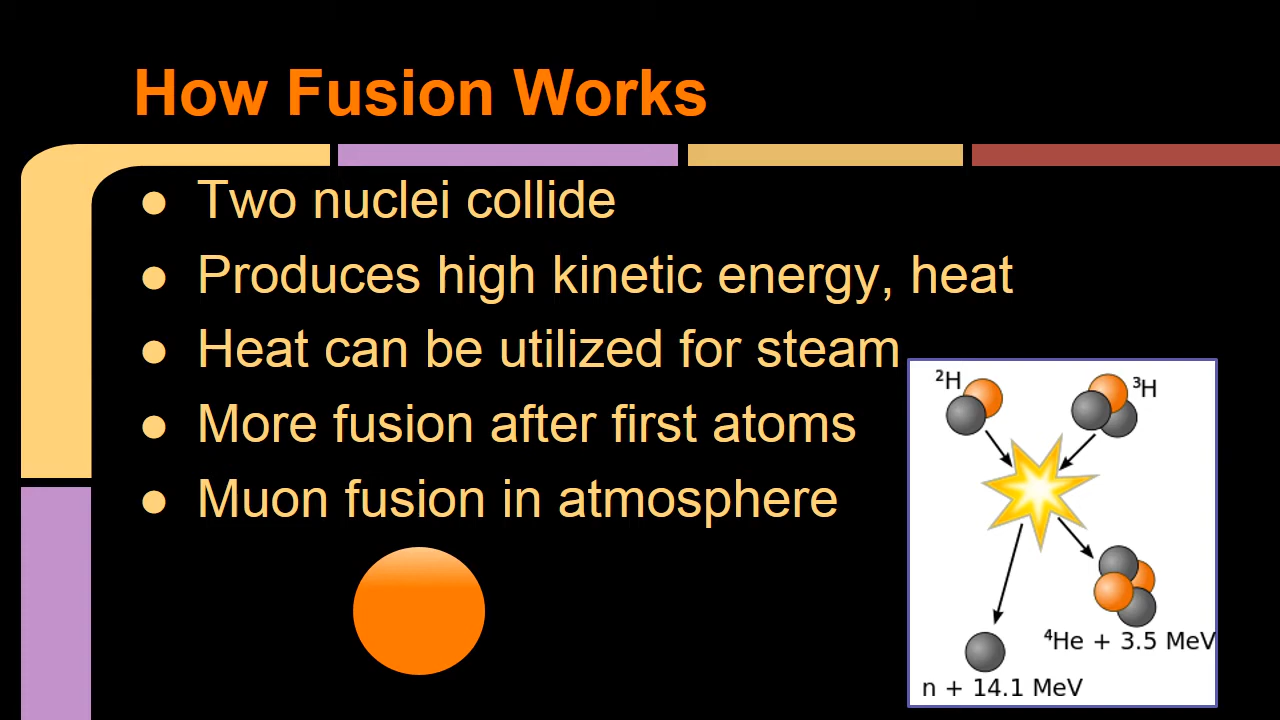 How Fusion Works
● Two nuclei collide
● Produces high kinetic energy, heat
● Heat can be utilized for steam
● More fusion after first atoms
● Muon fusion in atmosphere
²H
³H
⁴He + 3.5 MeV
n + 14.1 MeV